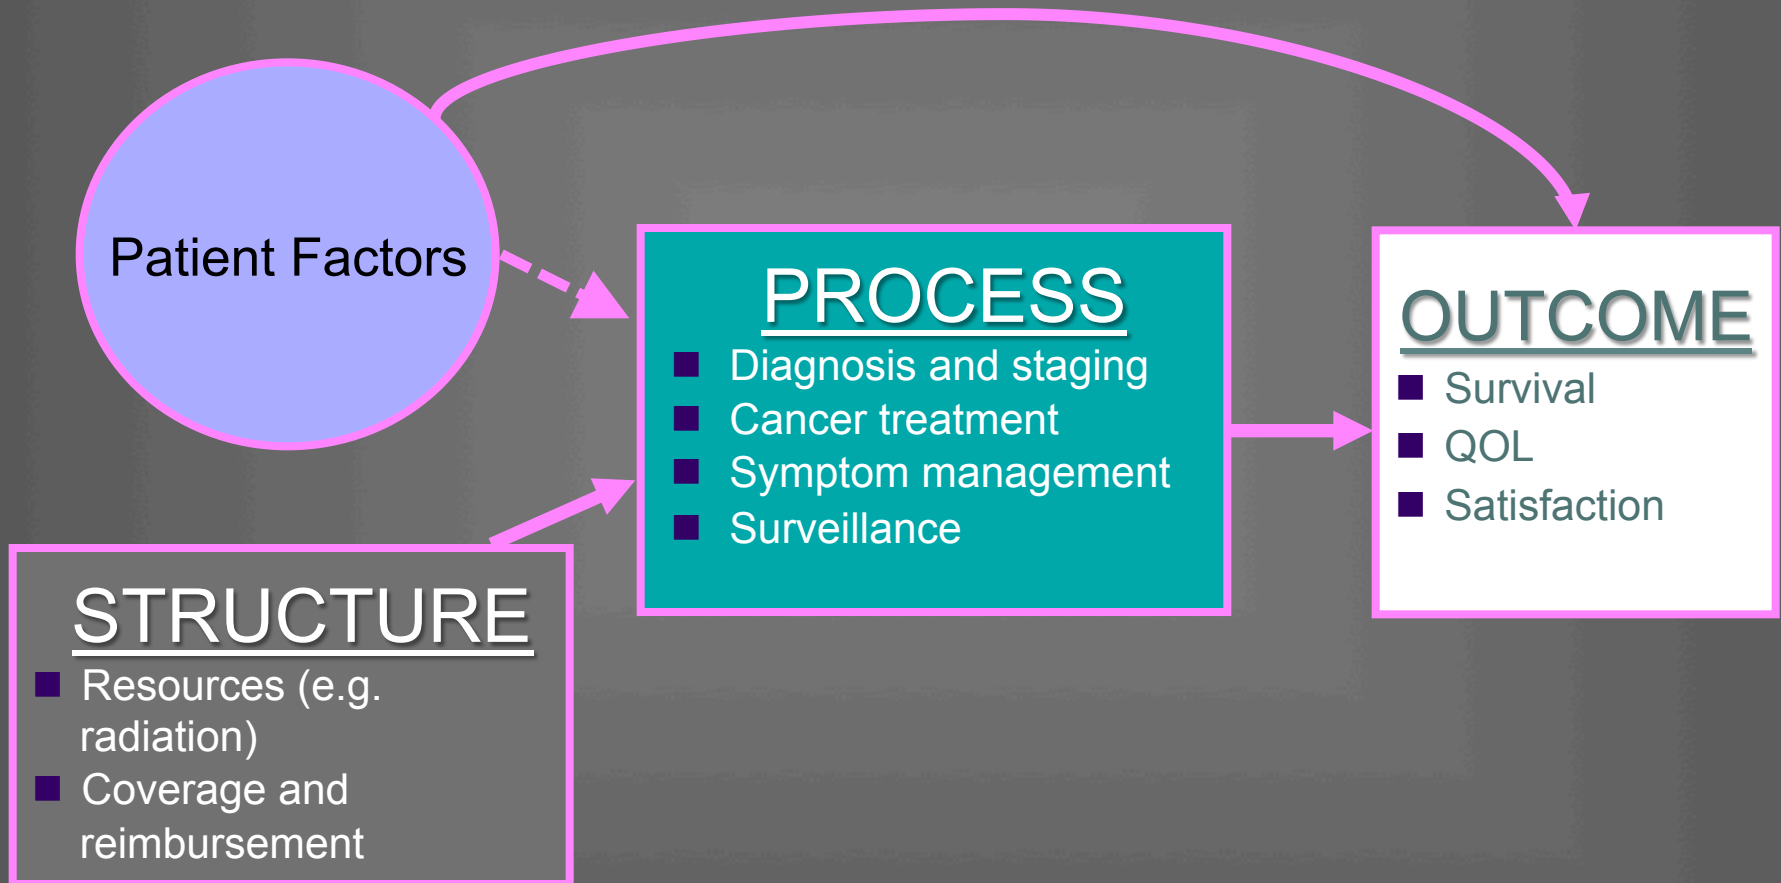 Patient Factors
PROCESS
Diagnosis and staging
Cancer treatment
Symptom management
Surveillance
OUTCOME
Survival
QOL
Satisfaction
STRUCTURE
Resources (e.g.
radiation)
Coverage and
reimbursement